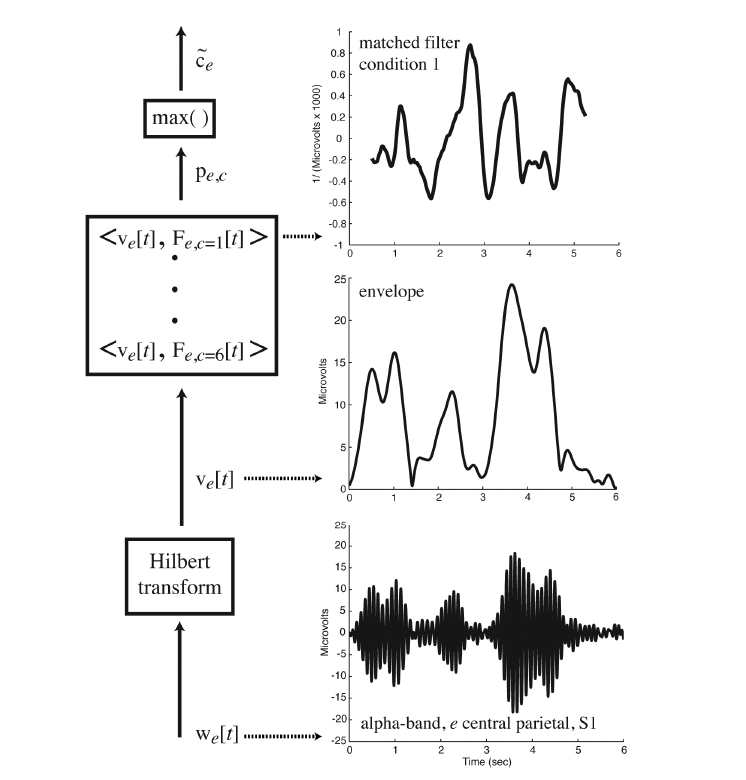 c̃ₑ
max( )
pₑ,c
<vₑ[t], Fₑ,c=1[t]>
<vₑ[t], Fₑ,c=6[t]>
vₑ[t]
Hilbert
transform
wₑ[t]
matched filter
condition 1
1/ (Microvolts x 1000)
1
0.8
0.6
0.4
0.2
0
-0.2
-0.4
-0.6
-0.8
-1
0 1 2 3 4 5 6
envelope
Microvolts
25
20
15
10
5
0
0 1 2 3 4 5 6
Microvolts
25
20
15
10
5
0
-5
-10
-15
-20
-25
alpha-band, e central parietal, S1
0 1 2 3 4 5 6
Time (sec)